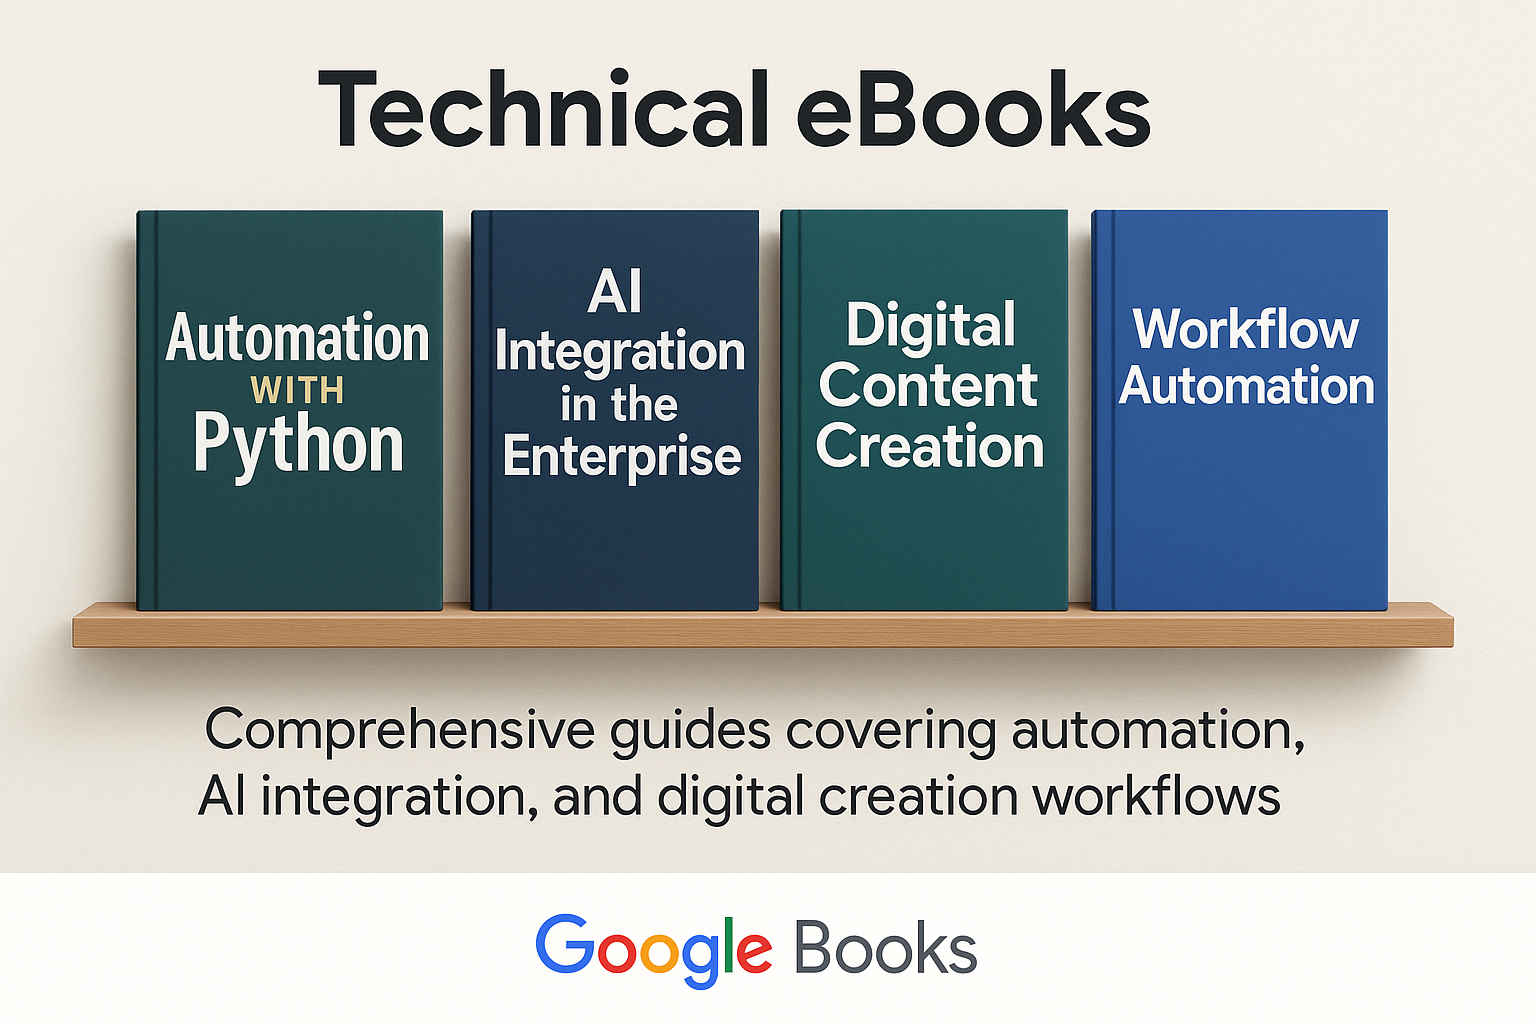 Technical eBooks
Automation
WITH
Python
AI
Integration
in the
Enterprise
Digital
Content
Creation
Workflow
Automation
Comprehensive guides covering automation,
AI integration, and digital creation workflows
Google Books